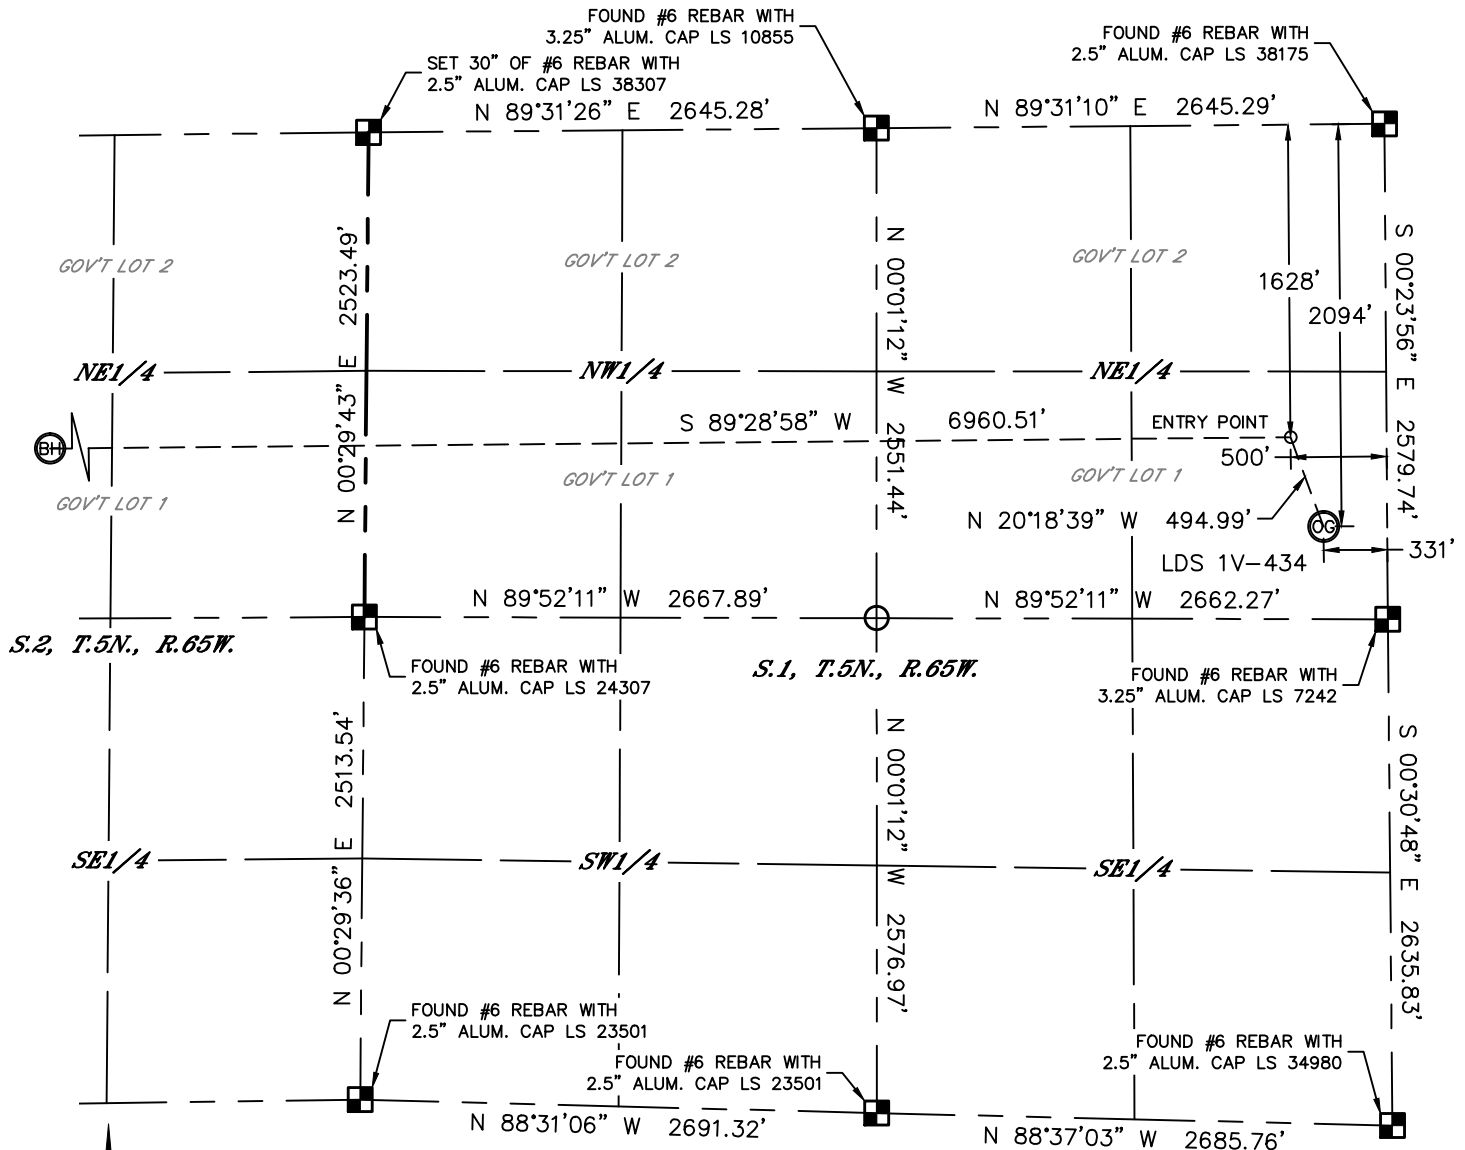 FOUND #6 REBAR WITH
3.25" ALUM. CAP LS 10855
FOUND #6 REBAR WITH
2.5" ALUM. CAP LS 38175
SET 30" OF #6 REBAR WITH
2.5" ALUM. CAP LS 38307
N 89°31'26" E 2645.28'
N 89°31'10" E 2645.29'
GOV'T LOT 2
GOV'T LOT 2
GOV'T LOT 2
N 00°29'43" E 2523.49'
N 00°01'12" W 2551.44'
S 00°23'56" E 2579.74'
1628'
2094'
NE1/4
NW1/4
NE1/4
S 89°28'58" W 6960.51'
ENTRY POINT
BH
500'
GOV'T LOT 1
GOV'T LOT 1
GOV'T LOT 1
N 20°18'39" W 494.99'
OG
331'
LDS 1V-434
N 89°52'11" W 2667.89'
N 89°52'11" W 2662.27'
S.2, T.5N., R.65W.
S.1, T.5N., R.65W.
FOUND #6 REBAR WITH
2.5" ALUM. CAP LS 24307
FOUND #6 REBAR WITH
3.25" ALUM. CAP LS 7242
N 00°29'36" E 2513.54'
N 00°01'12" W 2576.97'
S 00°30'48" E 2635.83'
SE1/4
SW1/4
SE1/4
FOUND #6 REBAR WITH
2.5" ALUM. CAP LS 23501
FOUND #6 REBAR WITH
2.5" ALUM. CAP LS 23501
FOUND #6 REBAR WITH
2.5" ALUM. CAP LS 34980
N 88°31'06" W 2691.32'
N 88°37'03" W 2685.76'